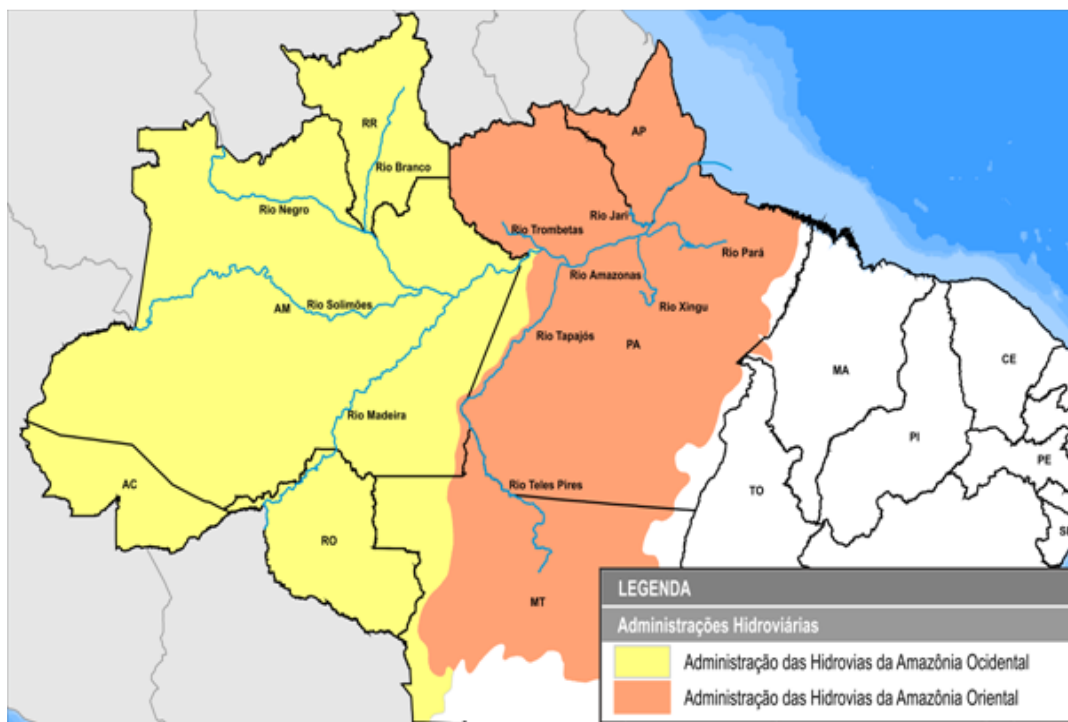 RR
AP
Rio Branco
Rio Negro
Rio Jari
Rio Trombetas
Rio Pará
Rio Amazonas
Rio Solimões
AM
Rio Xingu
Rio Tapajós
PA
CE
MA
Rio Madeira
PI
PE
AC
Rio Teles Pires
TO
RO
MT
LEGENDA
Administrações Hidroviárias
Administração das Hidrovias da Amazônia Ocidental
Administração das Hidrovias da Amazônia Oriental